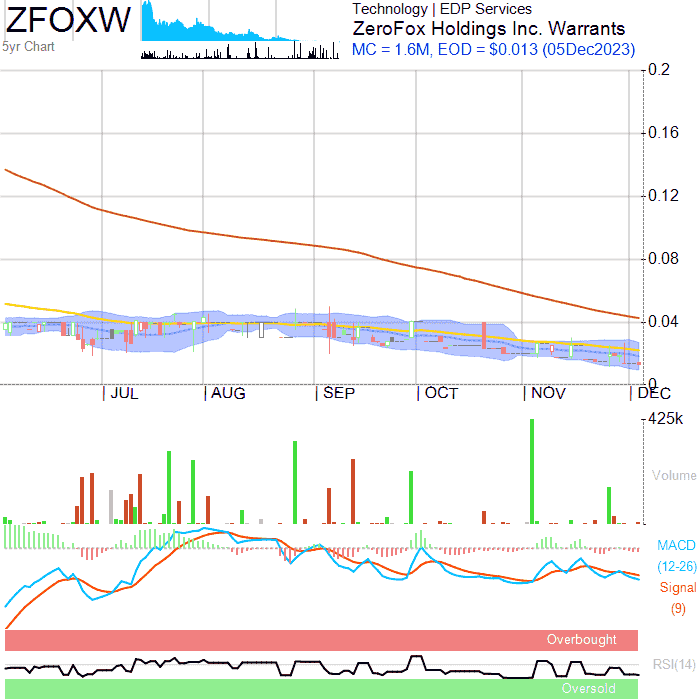 ZFOXW
5yr Chart
Technology | EDP Services
ZeroFox Holdings Inc. Warrants
MC = 1.6M, EOD = $0.013 (05Dec2023)
0.2
0.16
0.12
0.08
0.04
0
JUL AUG SEP OCT NOV DEC
425k
Volume
MACD
(12-26)
Signal
(9)
Overbought
RSI(14)
Oversold